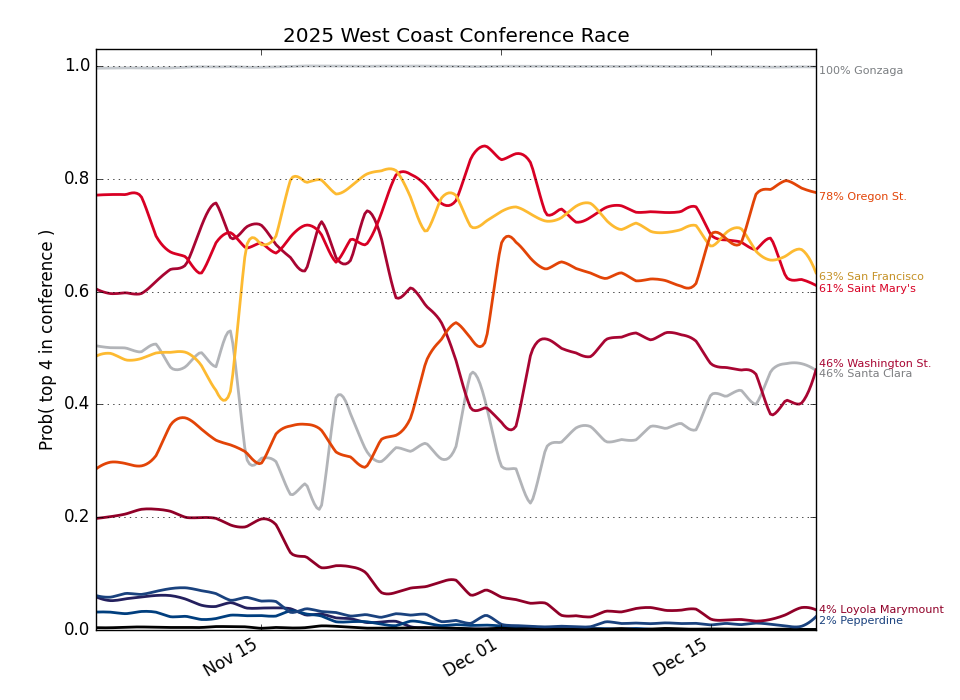 2025 West Coast Conference Race
Prob( top 4 in conference )
1.0
0.8
0.6
0.4
0.2
0.0
Nov 15
Dec 01
Dec 15
100% Gonzaga
78% Oregon St.
63% San Francisco
61% Saint Mary's
46% Washington St.
46% Santa Clara
4% Loyola Marymount
2% Pepperdine